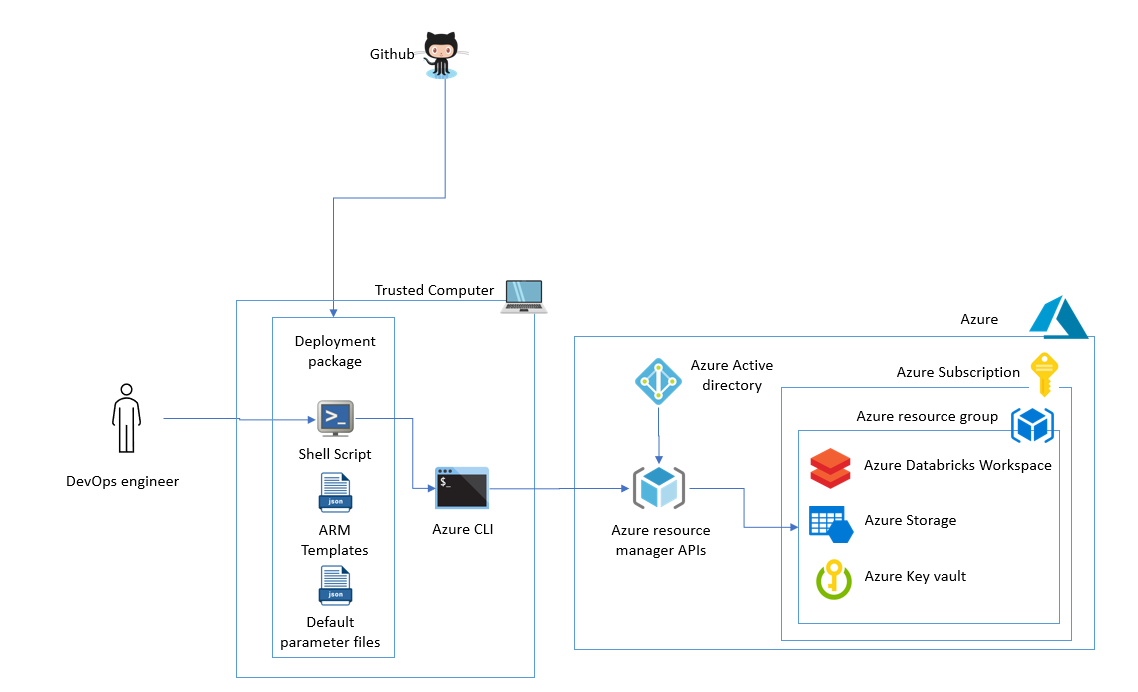 Github
Trusted Computer
Deployment
package
Shell Script
json
ARM
Templates
json
Default
parameter files
DevOps engineer
>_
$_
Azure CLI
Azure
Azure Active
directory
Azure resource
manager APIs
Azure Subscription
Azure resource group
Azure Databricks Workspace
Azure Storage
Azure Key vault